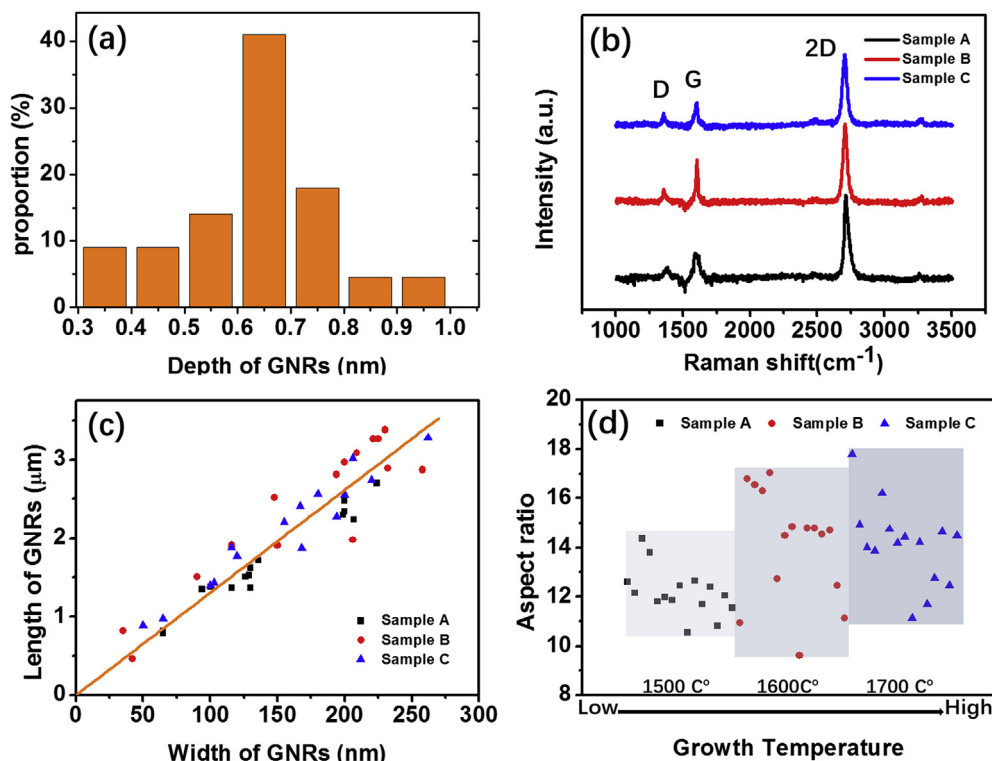 (a)
40
30
20
10
0
proportion (%)
0.3 0.4 0.5 0.6 0.7 0.8 0.9 1.0
Depth of GNRs (nm)
(b)
Sample A
Sample B
Sample C
2D
D
G
Intensity (a.u.)
1000 1500 2000 2500 3000 3500
Raman shift(cm⁻¹)
(c)
3
2
1
0
Length of GNRs (μm)
Sample A
Sample B
Sample C
0 50 100 150 200 250 300
Width of GNRs (nm)
(d)
Sample A Sample B Sample C
20
18
16
14
12
10
8
Aspect ratio
1500 C° 1600C° 1700 C°
Low High
Growth Temperature